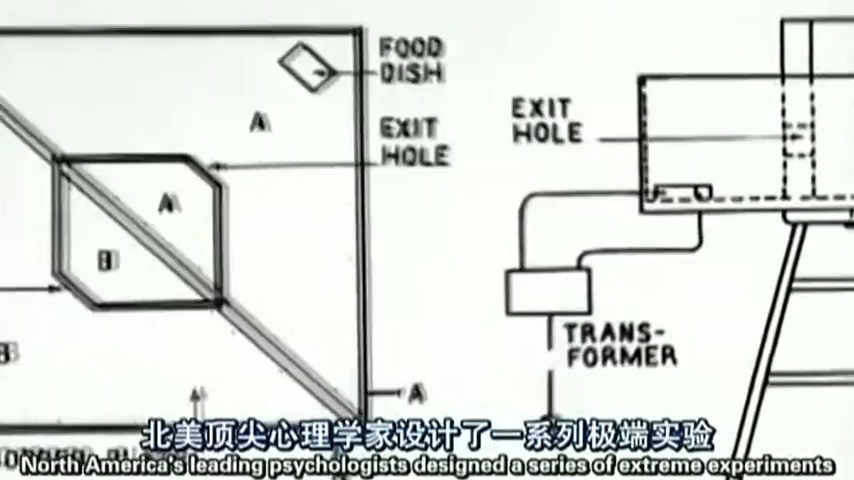 FOOD
DISH
A
EXIT
HOLE
A
B
B
A
EXIT
HOLE
TRANS-
FORMER
北美顶尖心理学家设计了一系列极端实验
North America's leading psychologists designed a series of extreme experiments